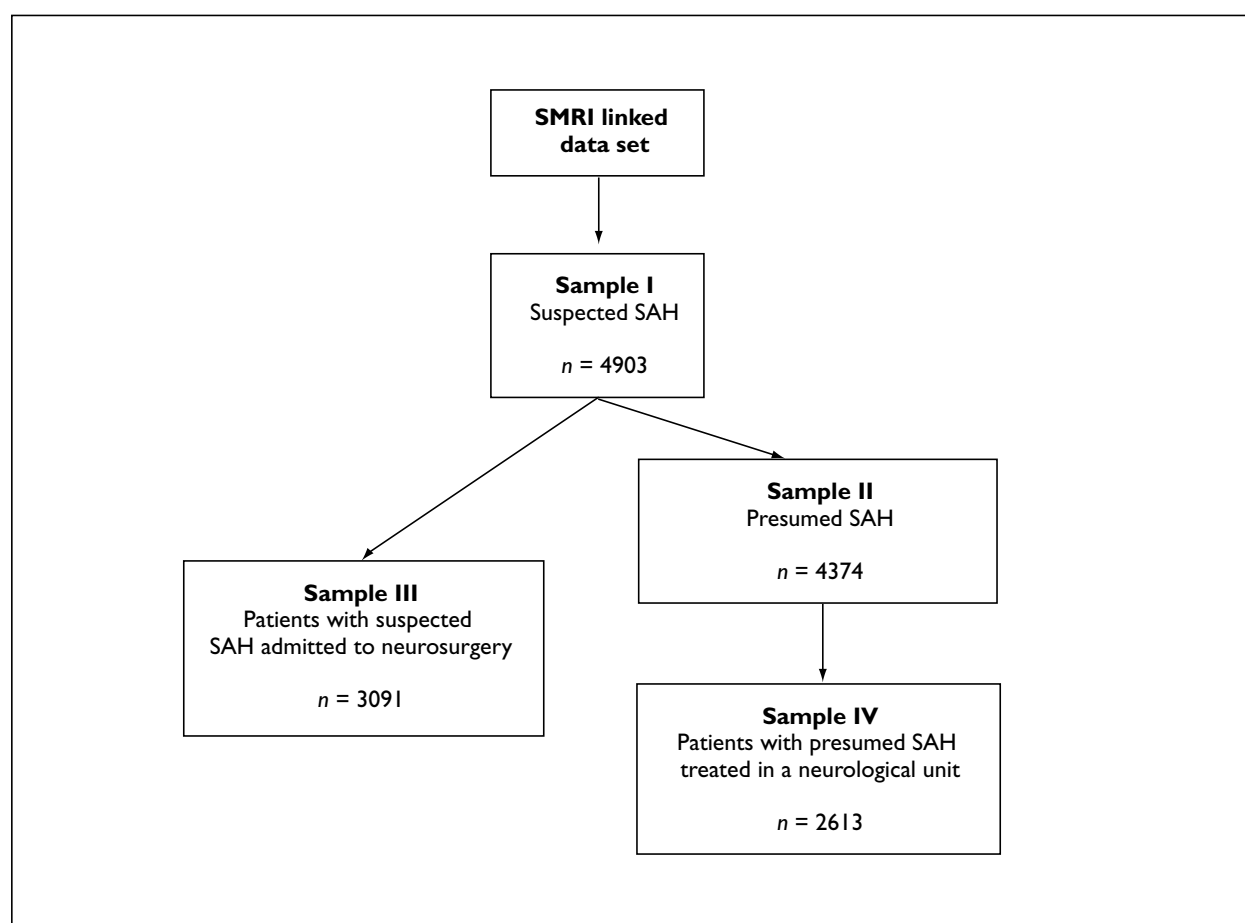 SMRI linked
data set
Sample I
Suspected SAH
n = 4903
Sample II
Presumed SAH
n = 4374
Sample III
Patients with suspected
SAH admitted to neurosurgery
n = 3091
Sample IV
Patients with presumed SAH
treated in a neurological unit
n = 2613